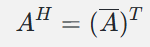 $A^H = (\overline{A})^T$